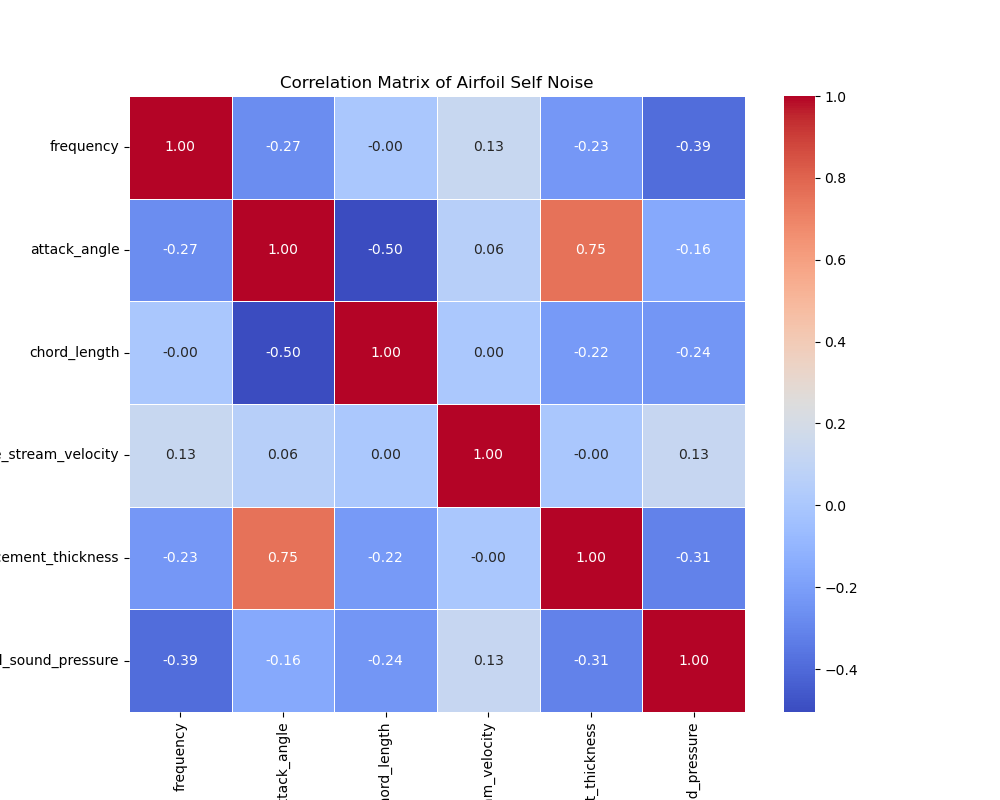 Correlation Matrix of Airfoil Self Noise
frequency 1.00 -0.27 -0.00 0.13 -0.23 -0.39
attack_angle -0.27 1.00 -0.50 0.06 0.75 -0.16
chord_length -0.00 -0.50 1.00 0.00 -0.22 -0.24
_stream_velocity 0.13 0.06 0.00 1.00 -0.00 0.13
cement_thickness -0.23 0.75 -0.22 -0.00 1.00 -0.31
_sound_pressure -0.39 -0.16 -0.24 0.13 -0.31 1.00
frequency
ttack_angle
hord_length
am_velocity
t_thickness
d_pressure
1.0
0.8
0.6
0.4
0.2
0.0
−0.2
−0.4